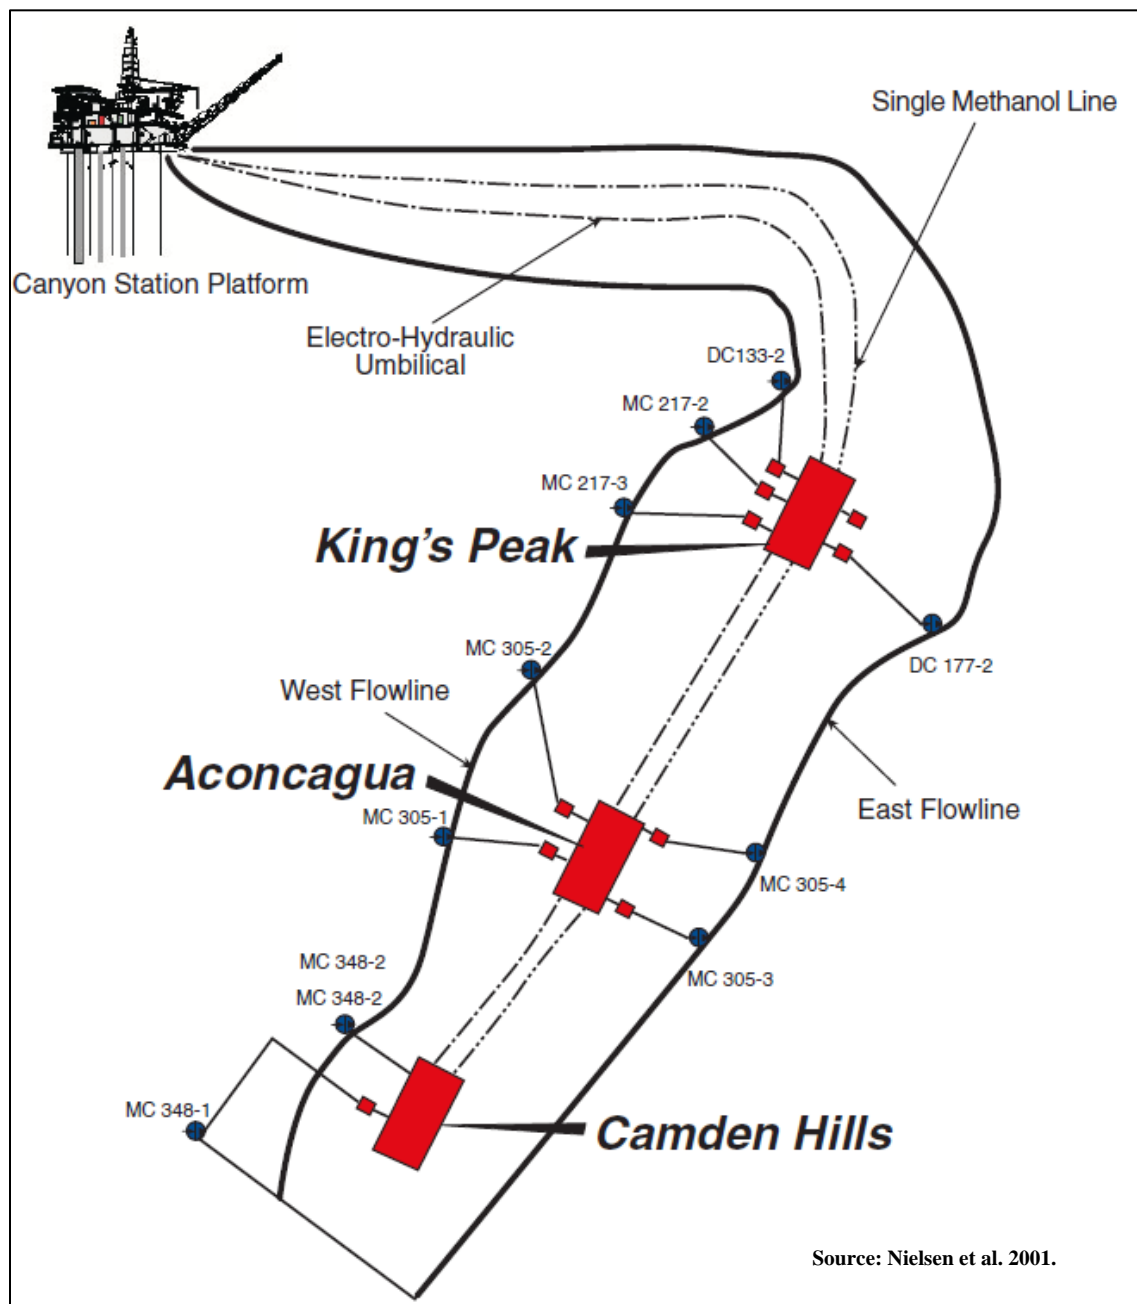 Single Methanol Line
Canyon Station Platform
Electro-Hydraulic
Umbilical
DC133-2
MC 217-2
MC 217-3
King's Peak
MC 305-2
DC 177-2
West Flowline
Aconcagua
MC 305-1
East Flowline
MC 305-4
MC 348-2
MC 305-3
MC 348-2
MC 348-1
Camden Hills
Source: Nielsen et al. 2001.